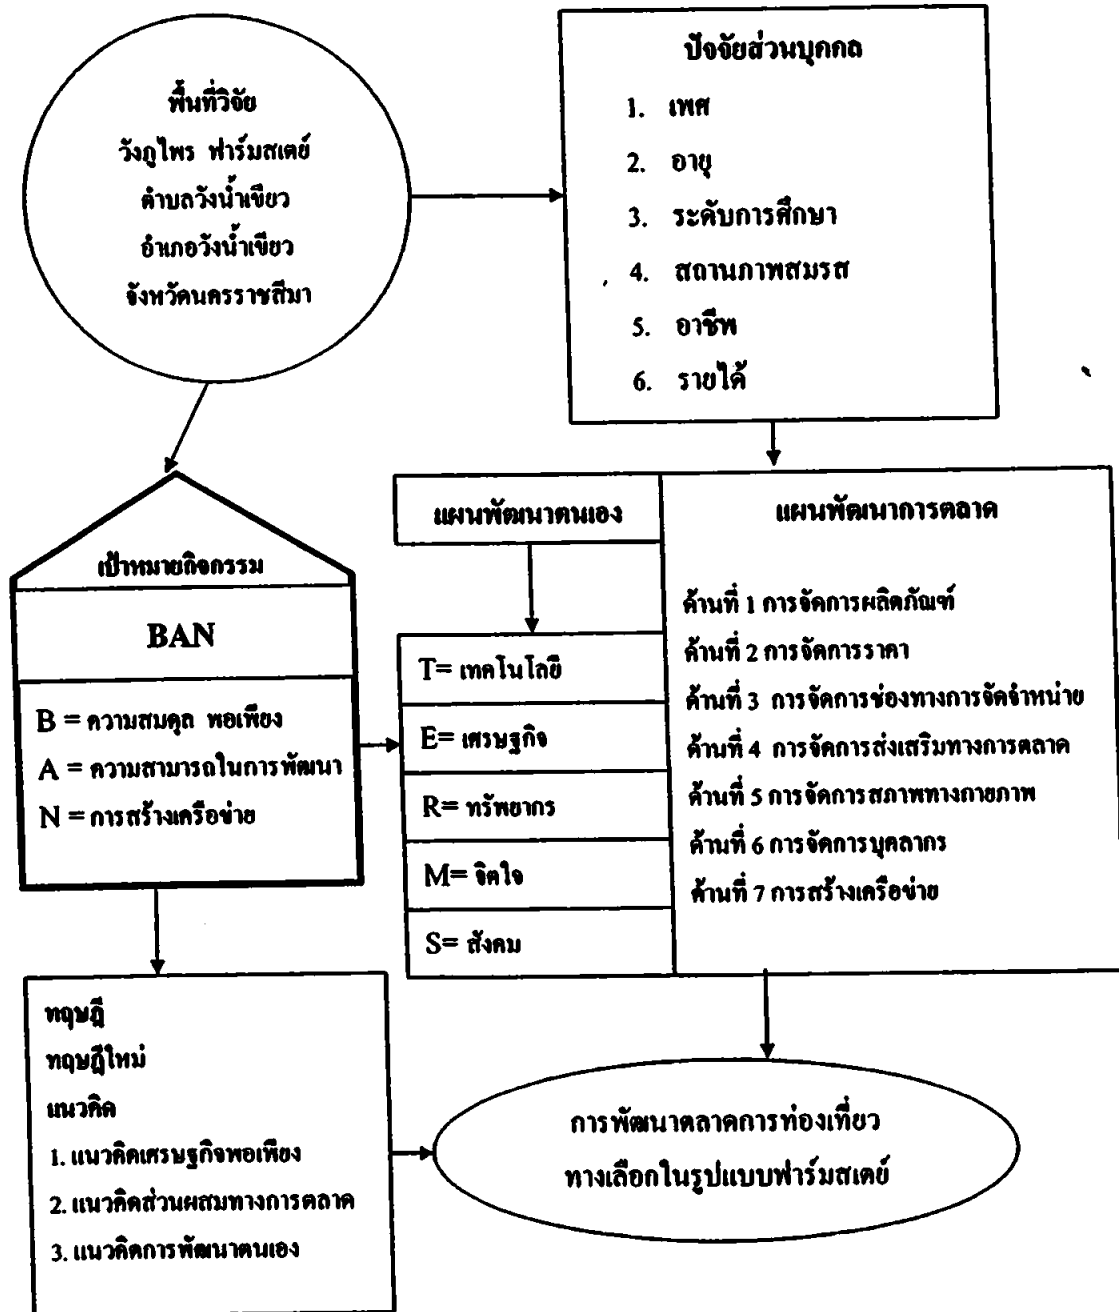 พื้นที่วิจัย
วังภูไพร ฟาร์มสเตย์
ตำบลวังน้ำเขียว
อำเภอวังน้ำเขียว
จังหวัดนครราชสีมา
ปัจจัยส่วนบุคคล
1. เพศ
2. อายุ
3. ระดับการศึกษา
4. สถานภาพสมรส
5. อาชีพ
6. รายได้
เป้าหมายกิจกรรม
BAN
B = ความสมดุล พอเพียง
A = ความสามารถในการพัฒนา
N = การสร้างเครือข่าย
แผนพัฒนาตนเอง
T= เทคโนโลยี
E= เศรษฐกิจ
R= ทรัพยากร
M= จิตใจ
S= สังคม
แผนพัฒนาการตลาด
ด้านที่ 1 การจัดการผลิตภัณฑ์
ด้านที่ 2 การจัดการราคา
ด้านที่ 3 การจัดการช่องทางการจัดจำหน่าย
ด้านที่ 4 การจัดการส่งเสริมทางการตลาด
ด้านที่ 5 การจัดการสภาพทางกายภาพ
ด้านที่ 6 การจัดการบุคลากร
ด้านที่ 7 การสร้างเครือข่าย
ทฤษฎี
ทฤษฎีใหม่
แนวคิด
1. แนวคิดเศรษฐกิจพอเพียง
2. แนวคิดส่วนผสมทางการตลาด
3. แนวคิดการพัฒนาตนเอง
การพัฒนาตลาดการท่องเที่ยว
ทางเลือกในรูปแบบฟาร์มสเตย์